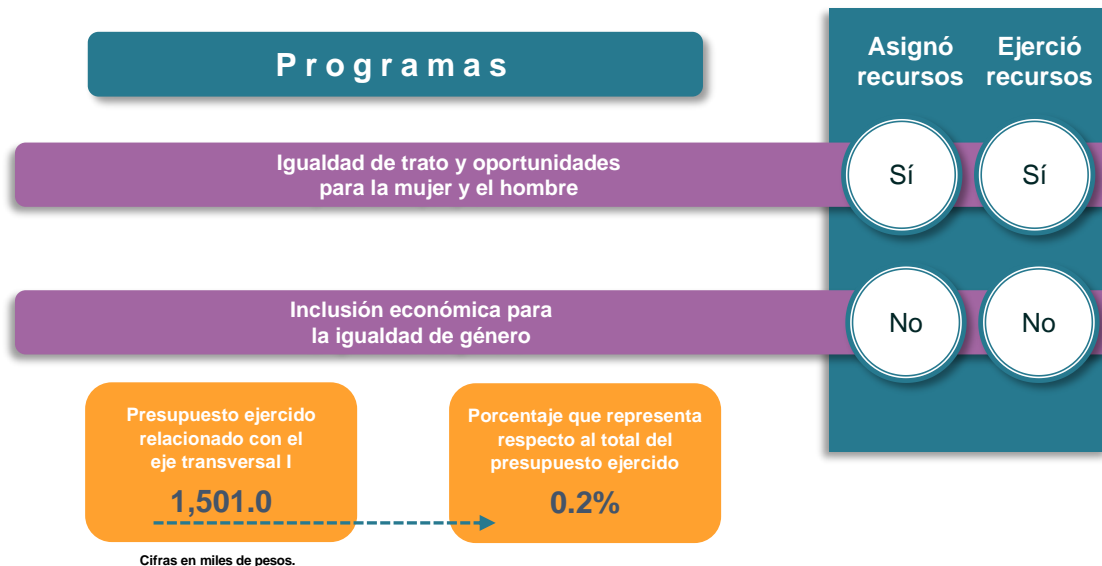 Programas
Asignó
recursos
Ejerció
recursos
Igualdad de trato y oportunidades
para la mujer y el hombre
Sí
Sí
Inclusión económica para
la igualdad de género
No
No
Presupuesto ejercido
relacionado con el
eje transversal I
1,501.0
Porcentaje que representa
respecto al total del
presupuesto ejercido
0.2%
Cifras en miles de pesos.